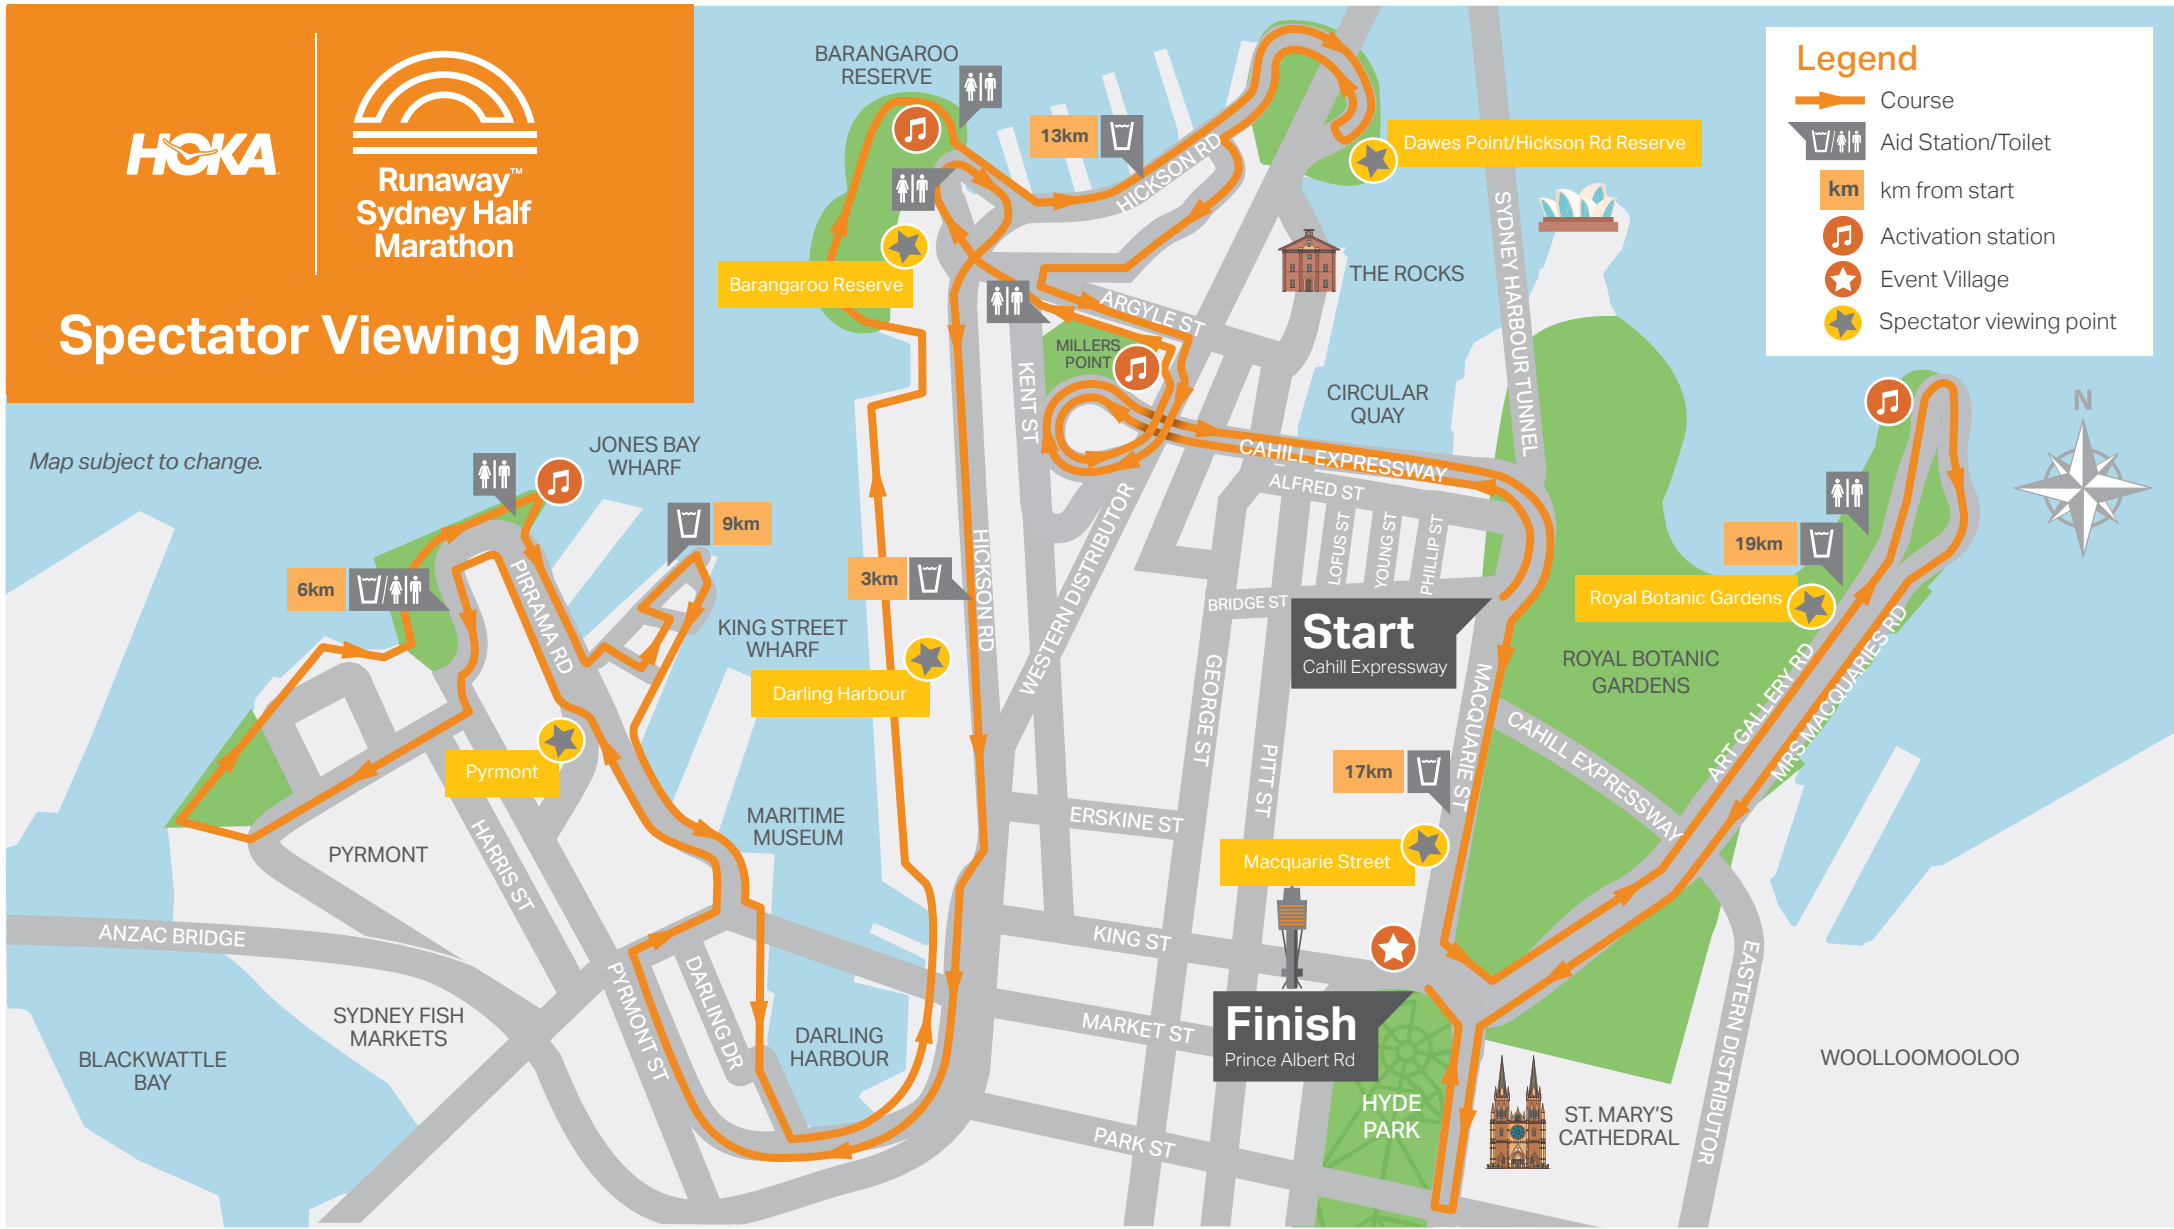 HOKA
Runaway™
Sydney Half
Marathon
Spectator Viewing Map
Map subject to change.
Legend
Course
Aid Station/Toilet
km
km from start
Activation station
Event Village
Spectator viewing point
N
BARANGAROO
RESERVE
13km
HICKSON RD
Dawes Point/Hickson Rd Reserve
SYDNEY HARBOUR TUNNEL
Barangaroo Reserve
THE ROCKS
ARGYLE ST
MILLERS
POINT
KENT ST
CIRCULAR
QUAY
CAHILL EXPRESSWAY
ALFRED ST
LOFUS ST
YOUNG ST
PHILLIP ST
BRIDGE ST
JONES BAY
WHARF
9km
6km
PIRRAMA RD
3km
HICKSON RD
WESTERN DISTRIBUTOR
KING STREET
WHARF
Darling Harbour
Start
Cahill Expressway
19km
Royal Botanic Gardens
ROYAL BOTANIC
GARDENS
ART GALLERY RD
MRS MACQUARIES RD
CAHILL EXPRESSWAY
MACQUARIE ST
GEORGE ST
PITT ST
17km
Pyrmont
MARITIME
MUSEUM
ERSKINE ST
Macquarie Street
PYRMONT
HARRIS ST
ANZAC BRIDGE
KING ST
PYRMONT ST
DARLING DR
SYDNEY FISH
MARKETS
DARLING
HARBOUR
MARKET ST
Finish
Prince Albert Rd
EASTERN DISTRIBUTOR
WOOLLOOMOOLOO
BLACKWATTLE
BAY
HYDE
PARK
ST. MARY'S
CATHEDRAL
PARK ST